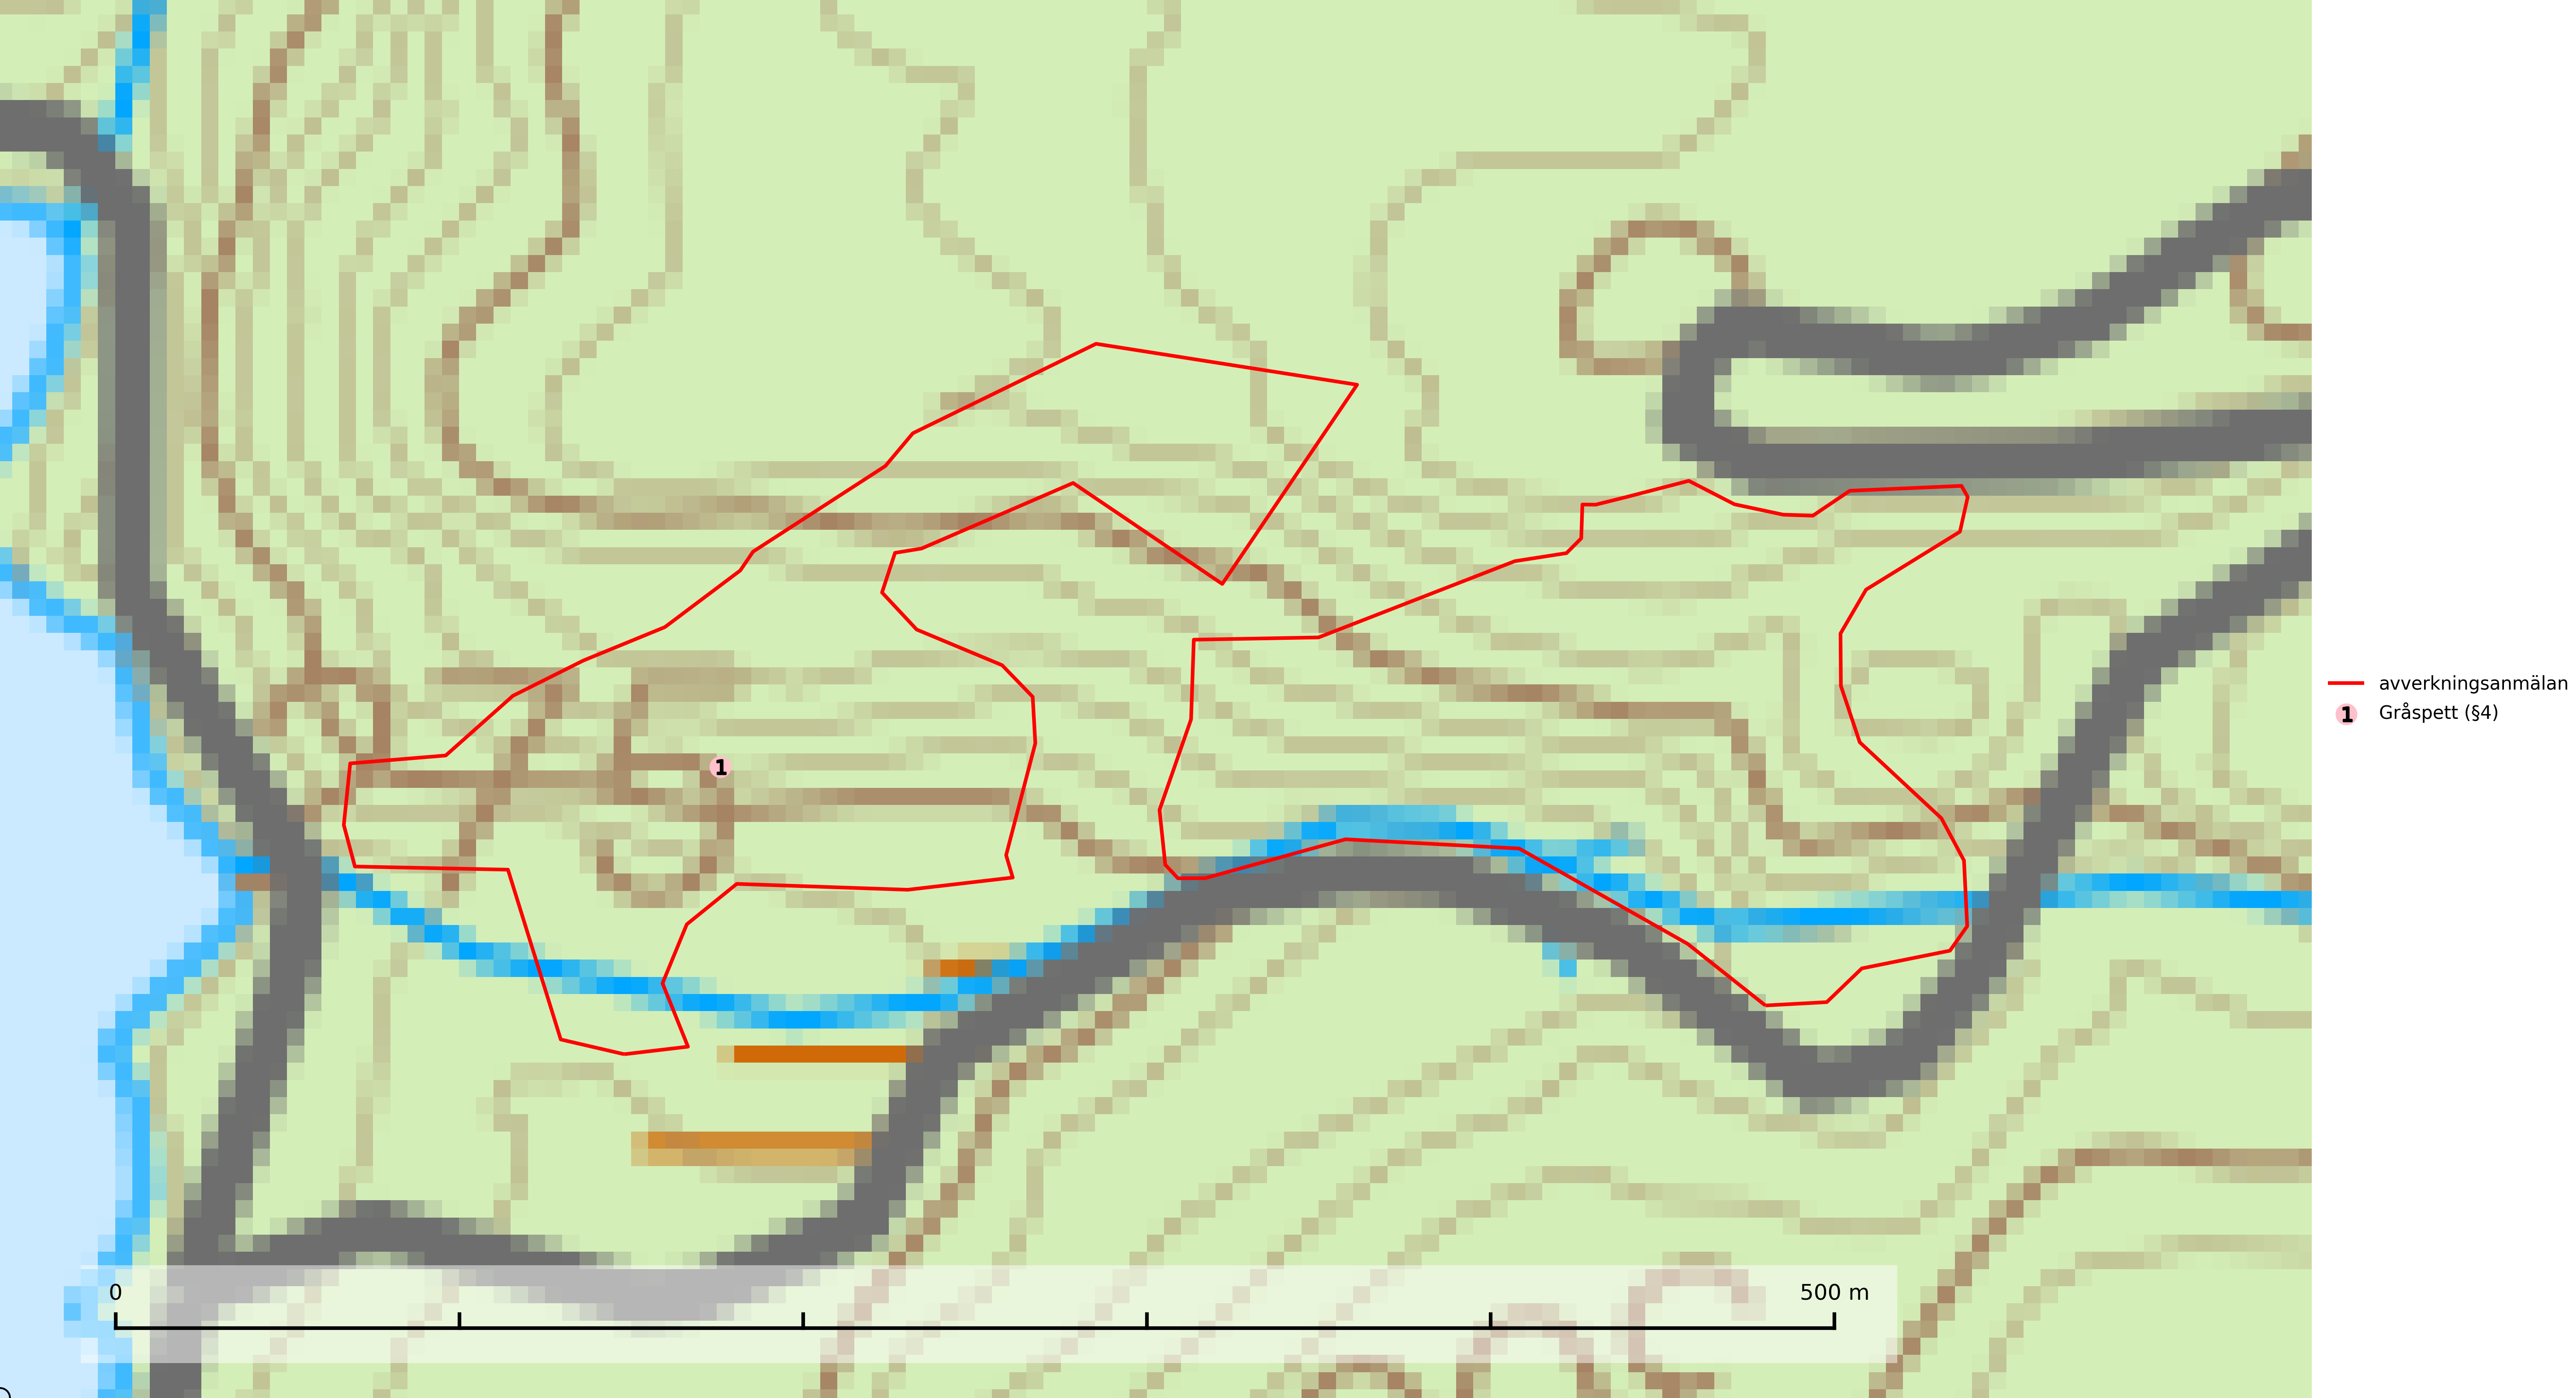 avverkningsanmälan
1 Gråspett (§4)
1
0 500 m